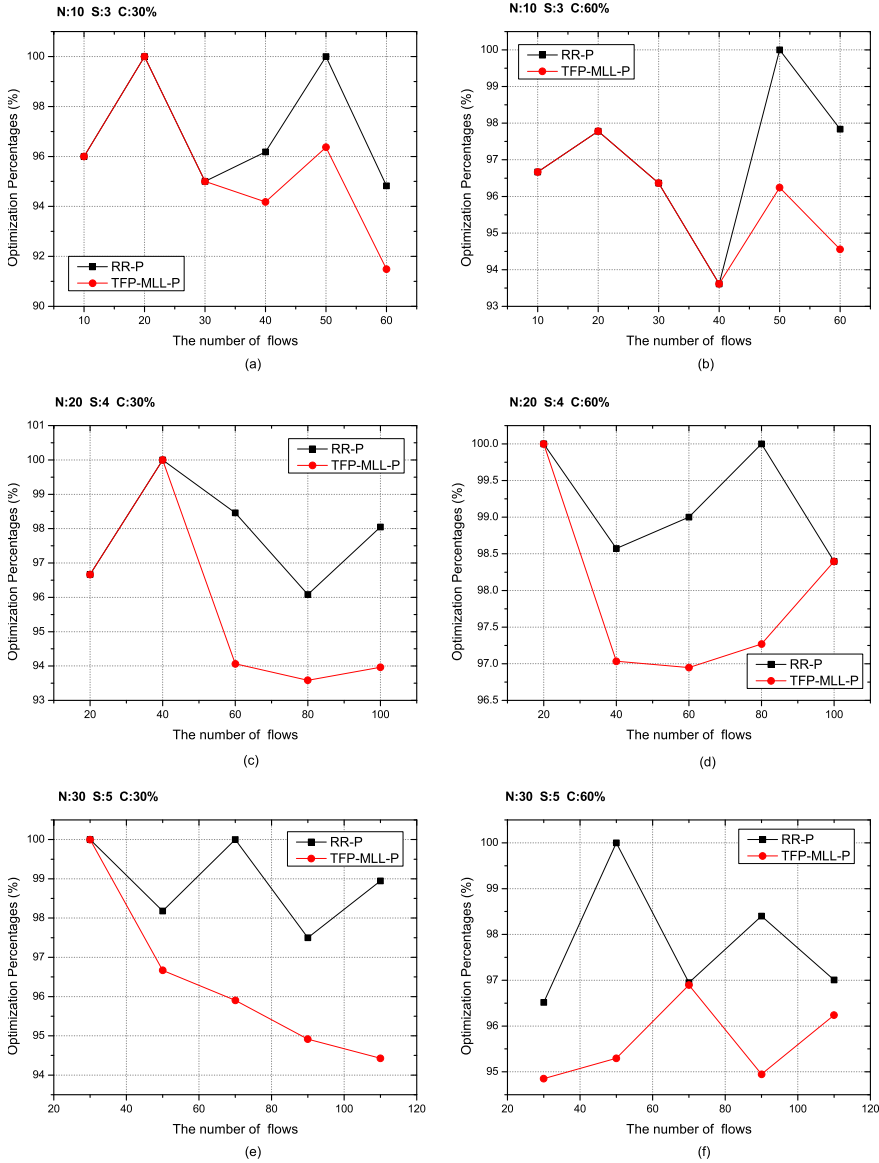 N:10 S:3 C:30%
Optimization Percentages (%)
100
98
96
94
92
90
RR-P
TFP-MLL-P
10 20 30 40 50 60
The number of flows
(a)
N:10 S:3 C:60%
Optimization Percentages (%)
100
99
98
97
96
95
94
93
RR-P
TFP-MLL-P
10 20 30 40 50 60
The number of flows
(b)
N:20 S:4 C:30%
Optimization Percentages (%)
101
100
99
98
97
96
95
94
93
RR-P
TFP-MLL-P
20 40 60 80 100
The number of flows
(c)
N:20 S:4 C:60%
Optimization Percentages (%)
100.0
99.5
99.0
98.5
98.0
97.5
97.0
96.5
RR-P
TFP-MLL-P
20 40 60 80 100
The number of flows
(d)
N:30 S:5 C:30%
Optimization Percentages (%)
100
99
98
97
96
95
94
RR-P
TFP-MLL-P
20 40 60 80 100 120
The number of flows
(e)
N:30 S:5 C:60%
Optimization Percentages (%)
100
99
98
97
96
95
RR-P
TFP-MLL-P
20 40 60 80 100 120
The number of flows
(f)